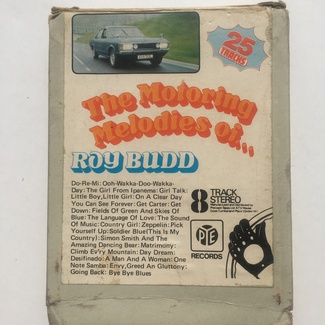 25
TRACKS
The Motoring
Melodies of...
ROY BUDD
Do-Re-Mi: Ooh-Wakka-Doo-Wakka-
Day: The Girl From Ipanema: Girl Talk:
Little Boy, Little Girl: On A Clear Day
You Can See Forever: Get Carter: Get
Down: Fields Of Green And Skies Of
Blue: The Language Of Love: The Sound
Of Music: Country Girl: Zeppelin: Pick
Yourself Up: Soldier Blue (This Is My
Country): Simon Smith And The
Amazing Dancing Bear: Matrimony:
Climb Ev'ry Mountain: Day Dream:
Desifinado: A Man And A Woman: One
Note Samba: Envy, Greed An Gluttony:
Going Back: Bye Bye Blues
8 TRACK
STEREO
PYE
RECORDS